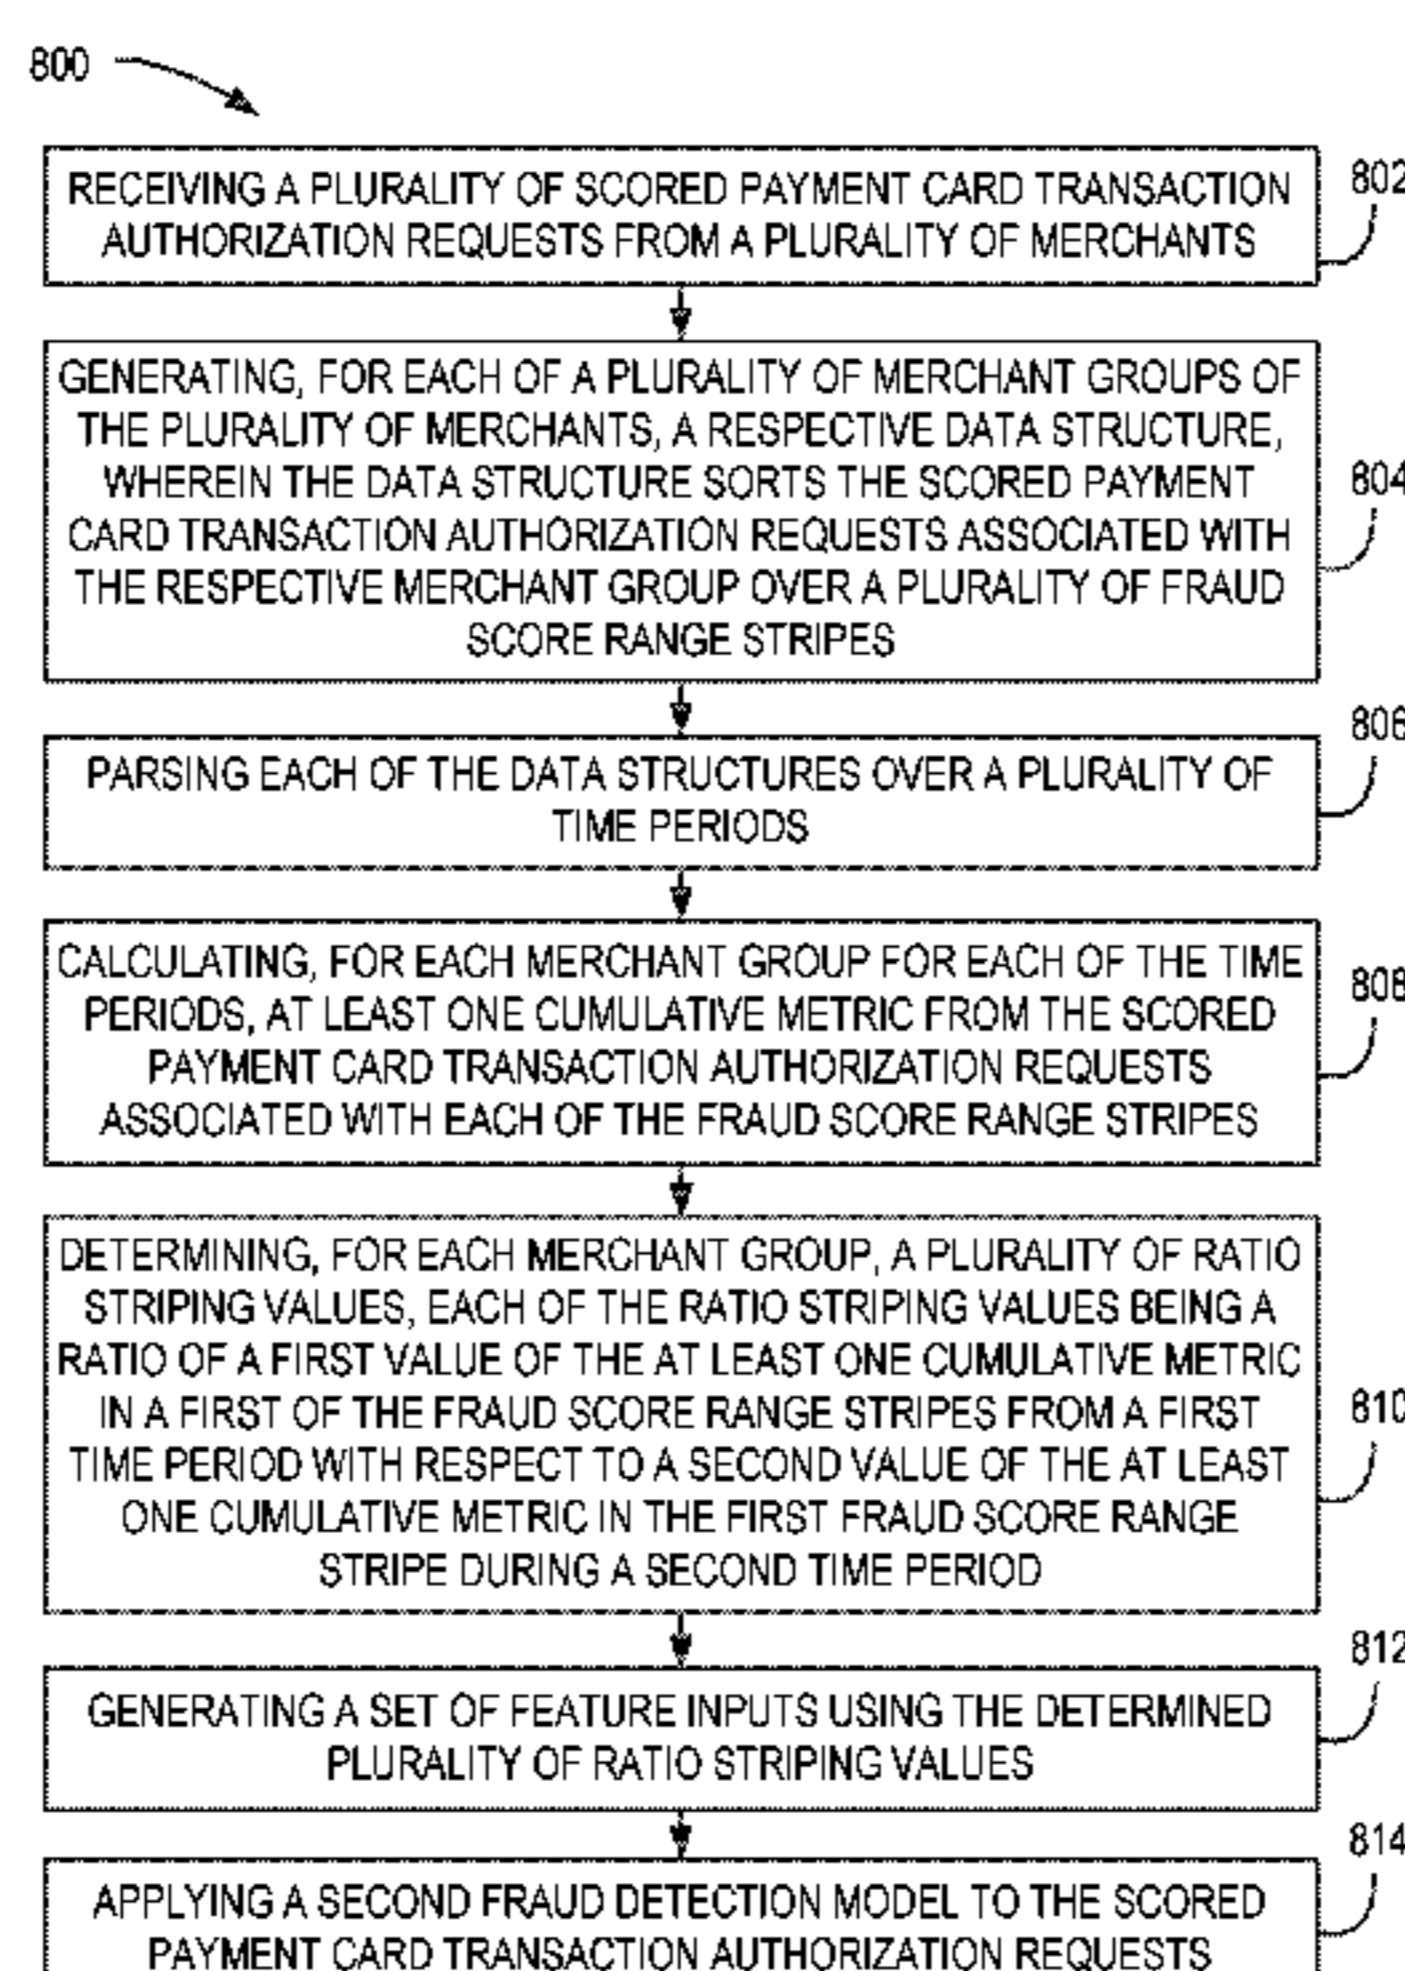 800
RECEIVING A PLURALITY OF SCORED PAYMENT CARD TRANSACTION
AUTHORIZATION REQUESTS FROM A PLURALITY OF MERCHANTS
802
GENERATING, FOR EACH OF A PLURALITY OF MERCHANT GROUPS OF
THE PLURALITY OF MERCHANTS, A RESPECTIVE DATA STRUCTURE,
WHEREIN THE DATA STRUCTURE SORTS THE SCORED PAYMENT
CARD TRANSACTION AUTHORIZATION REQUESTS ASSOCIATED WITH
THE RESPECTIVE MERCHANT GROUP OVER A PLURALITY OF FRAUD
SCORE RANGE STRIPES
804
PARSING EACH OF THE DATA STRUCTURES OVER A PLURALITY OF
TIME PERIODS
806
CALCULATING, FOR EACH MERCHANT GROUP FOR EACH OF THE TIME
PERIODS, AT LEAST ONE CUMULATIVE METRIC FROM THE SCORED
PAYMENT CARD TRANSACTION AUTHORIZATION REQUESTS
ASSOCIATED WITH EACH OF THE FRAUD SCORE RANGE STRIPES
808
DETERMINING, FOR EACH MERCHANT GROUP, A PLURALITY OF RATIO
STRIPING VALUES, EACH OF THE RATIO STRIPING VALUES BEING A
RATIO OF A FIRST VALUE OF THE AT LEAST ONE CUMULATIVE METRIC
IN A FIRST OF THE FRAUD SCORE RANGE STRIPES FROM A FIRST
TIME PERIOD WITH RESPECT TO A SECOND VALUE OF THE AT LEAST
ONE CUMULATIVE METRIC IN THE FIRST FRAUD SCORE RANGE
STRIPE DURING A SECOND TIME PERIOD
810
GENERATING A SET OF FEATURE INPUTS USING THE DETERMINED
PLURALITY OF RATIO STRIPING VALUES
812
APPLYING A SECOND FRAUD DETECTION MODEL TO THE SCORED
PAYMENT CARD TRANSACTION AUTHORIZATION REQUESTS
814